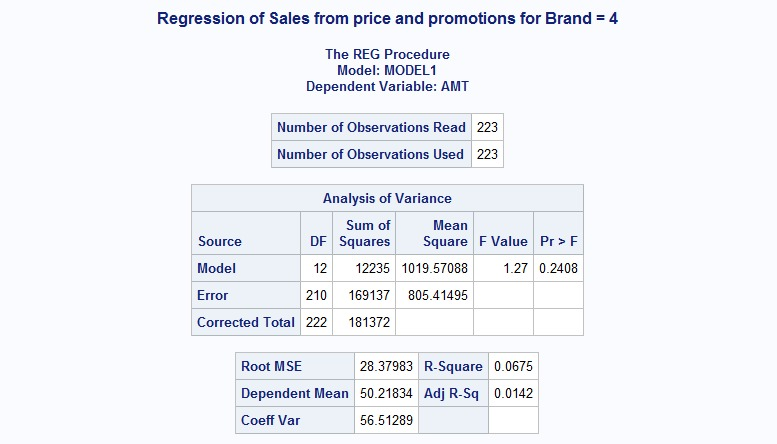 Regression of Sales from price and promotions for Brand = 4
The REG Procedure
Model: MODEL1
Dependent Variable: AMT
Number of Observations Read 223
Number of Observations Used 223
Analysis of Variance
Source DF Sum of Squares Mean Square F Value Pr > F
Model 12 12235 1019.57088 1.27 0.2408
Error 210 169137 805.41495
Corrected Total 222 181372
Root MSE 28.37983 R-Square 0.0675
Dependent Mean 50.21834 Adj R-Sq 0.0142
Coeff Var 56.51289